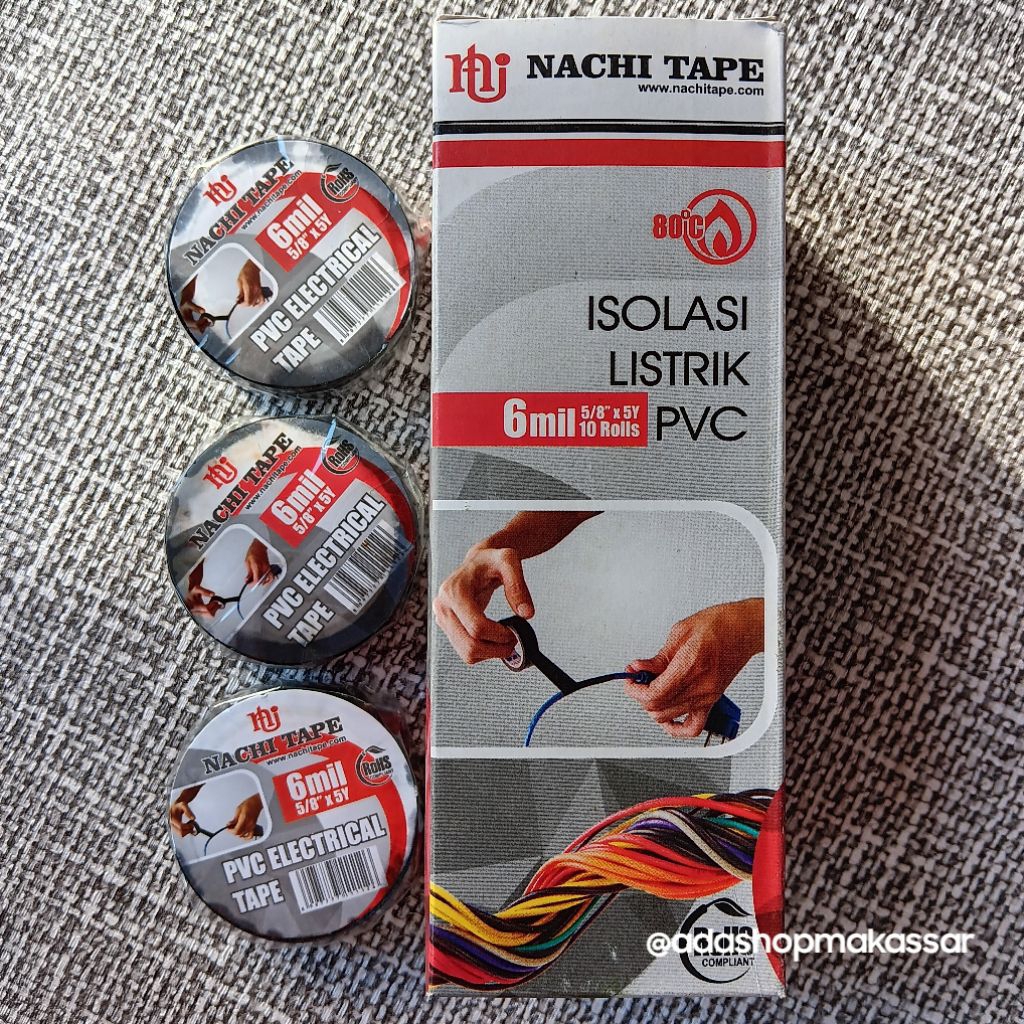 NACHI TAPE
www.nachitape.com
80°C
ISOLASI
LISTRIK
PVC
6mil
5/8" x 5Y
10 Rolls
RoHS
COMPLIANT
@adashopmakassar
NACHI TAPE
www.nachitape.com
RoHS
6mil
5/8" x 5Y
PVC ELECTRICAL
TAPE
NACHI TAPE
www.nachitape.com
RoHS
6mil
5/8" x 5Y
PVC ELECTRICAL
TAPE
NACHI TAPE
www.nachitape.com
RoHS
6mil
5/8" x 5Y
PVC ELECTRICAL
TAPE